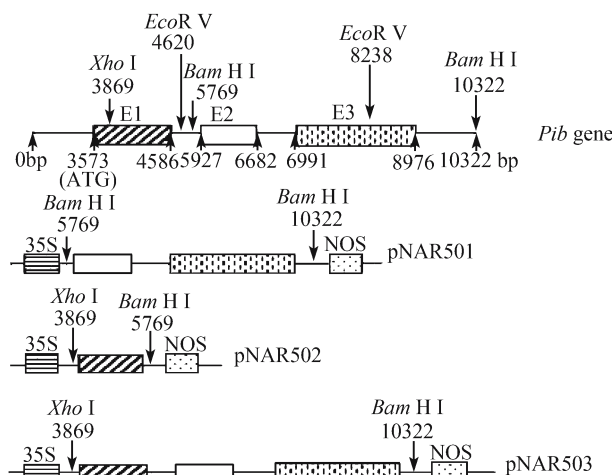 EcoR V
4620
EcoR V
8238
Xho I
3869
Bam H I
5769
Bam H I
10322
E1
E2
E3
Pib gene
0bp
3573
(ATG)
4586
5927
6682
6991
8976
10322 bp
Bam H I
5769
Bam H I
10322
35S
NOS
pNAR501
Xho I
3869
Bam H I
5769
35S
NOS
pNAR502
Xho I
3869
Bam H I
10322
35S
NOS
pNAR503